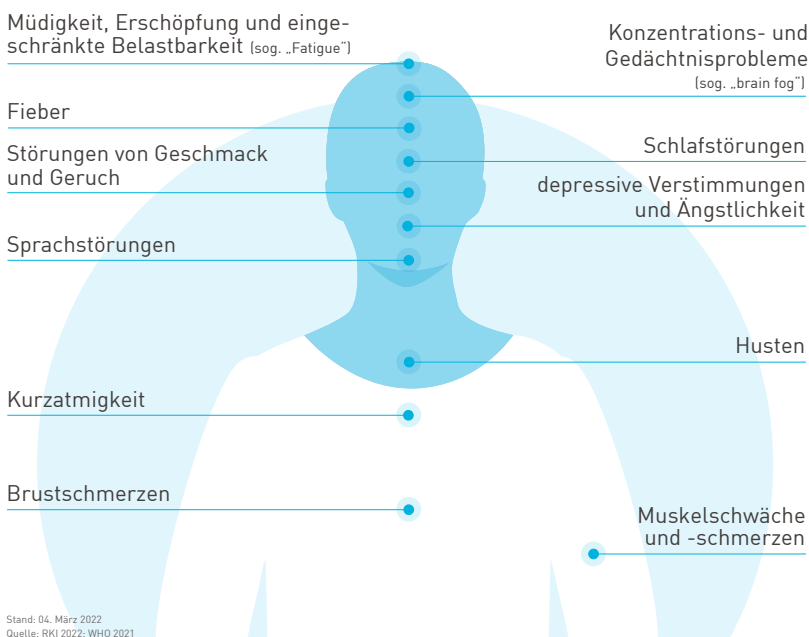 Müdigkeit, Erschöpfung und einge-
schränkte Belastbarkeit (sog. „Fatigue“)
Fieber
Störungen von Geschmack
und Geruch
Sprachstörungen
Kurzatmigkeit
Brustschmerzen
Konzentrations- und
Gedächtnisprobleme
(sog. „brain fog“)
Schlafstörungen
depressive Verstimmungen
und Ängstlichkeit
Husten
Muskelschwäche
und -schmerzen
Stand: 04. März 2022
Quelle: RKI 2022; WHO 2021